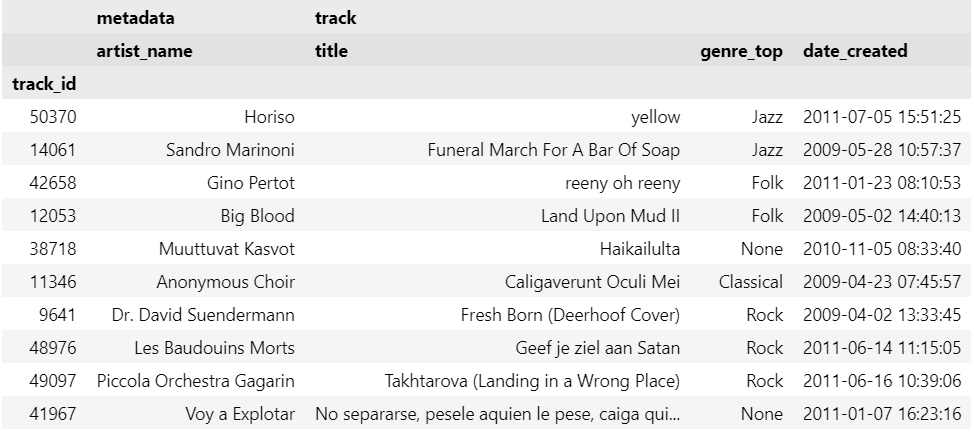 metadata track
artist_name title genre_top date_created
track_id
50370 Horiso yellow Jazz 2011-07-05 15:51:25
14061 Sandro Marinoni Funeral March For A Bar Of Soap Jazz 2009-05-28 10:57:37
42658 Gino Pertot reeny oh reeny Folk 2011-01-23 08:10:53
12053 Big Blood Land Upon Mud II Folk 2009-05-02 14:40:13
38718 Muuttuvat Kasvot Haikailulta None 2010-11-05 08:33:40
11346 Anonymous Choir Caligaverunt Oculi Mei Classical 2009-04-23 07:45:57
9641 Dr. David Suendermann Fresh Born (Deerhoof Cover) Rock 2009-04-02 13:33:45
48976 Les Baudouins Morts Geef je ziel aan Satan Rock 2011-06-14 11:15:05
49097 Piccola Orchestra Gagarin Takhtarova (Landing in a Wrong Place) Rock 2011-06-16 10:39:06
41967 Voy a Explotar No separarse, pesele aquien le pese, caiga qui... None 2011-01-07 16:23:16